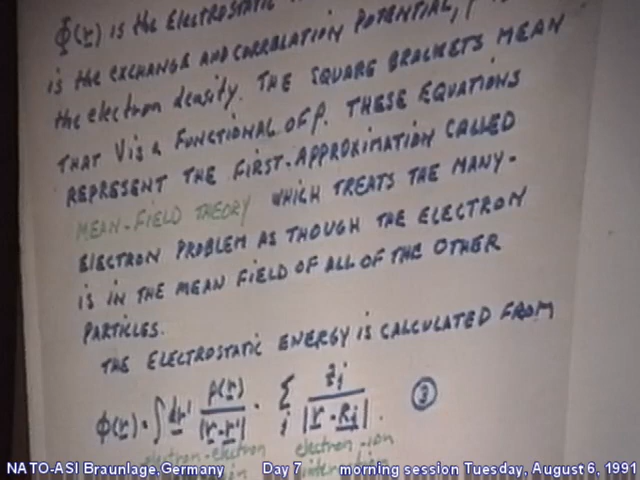 Φ(r) is the ELECTROSTATIC
is the EXCHANGE AND CORRELATION POTENTIAL,
the electron density. THE SQUARE BRACKETS MEAN
THAT V is a FUNCTIONAL OF ρ. THESE EQUATIONS
REPRESENT THE FIRST-APPROXIMATION CALLED
MEAN-FIELD THEORY WHICH TREATS THE MANY-
ELECTRON PROBLEM AS THOUGH THE ELECTRON
IS IN THE MEAN FIELD OF ALL OF THE OTHER
PARTICLES.
THE ELECTROSTATIC ENERGY IS CALCULATED FROM
ϕ(r) = ∫ dr' ρ(r) / |r-r'| - Σ j Zj / |r-Rj| . ③
electron-electron electron-ion
interaction
NATO-ASI Braunlage,Germany Day 7 morning session Tuesday, August 6, 1991